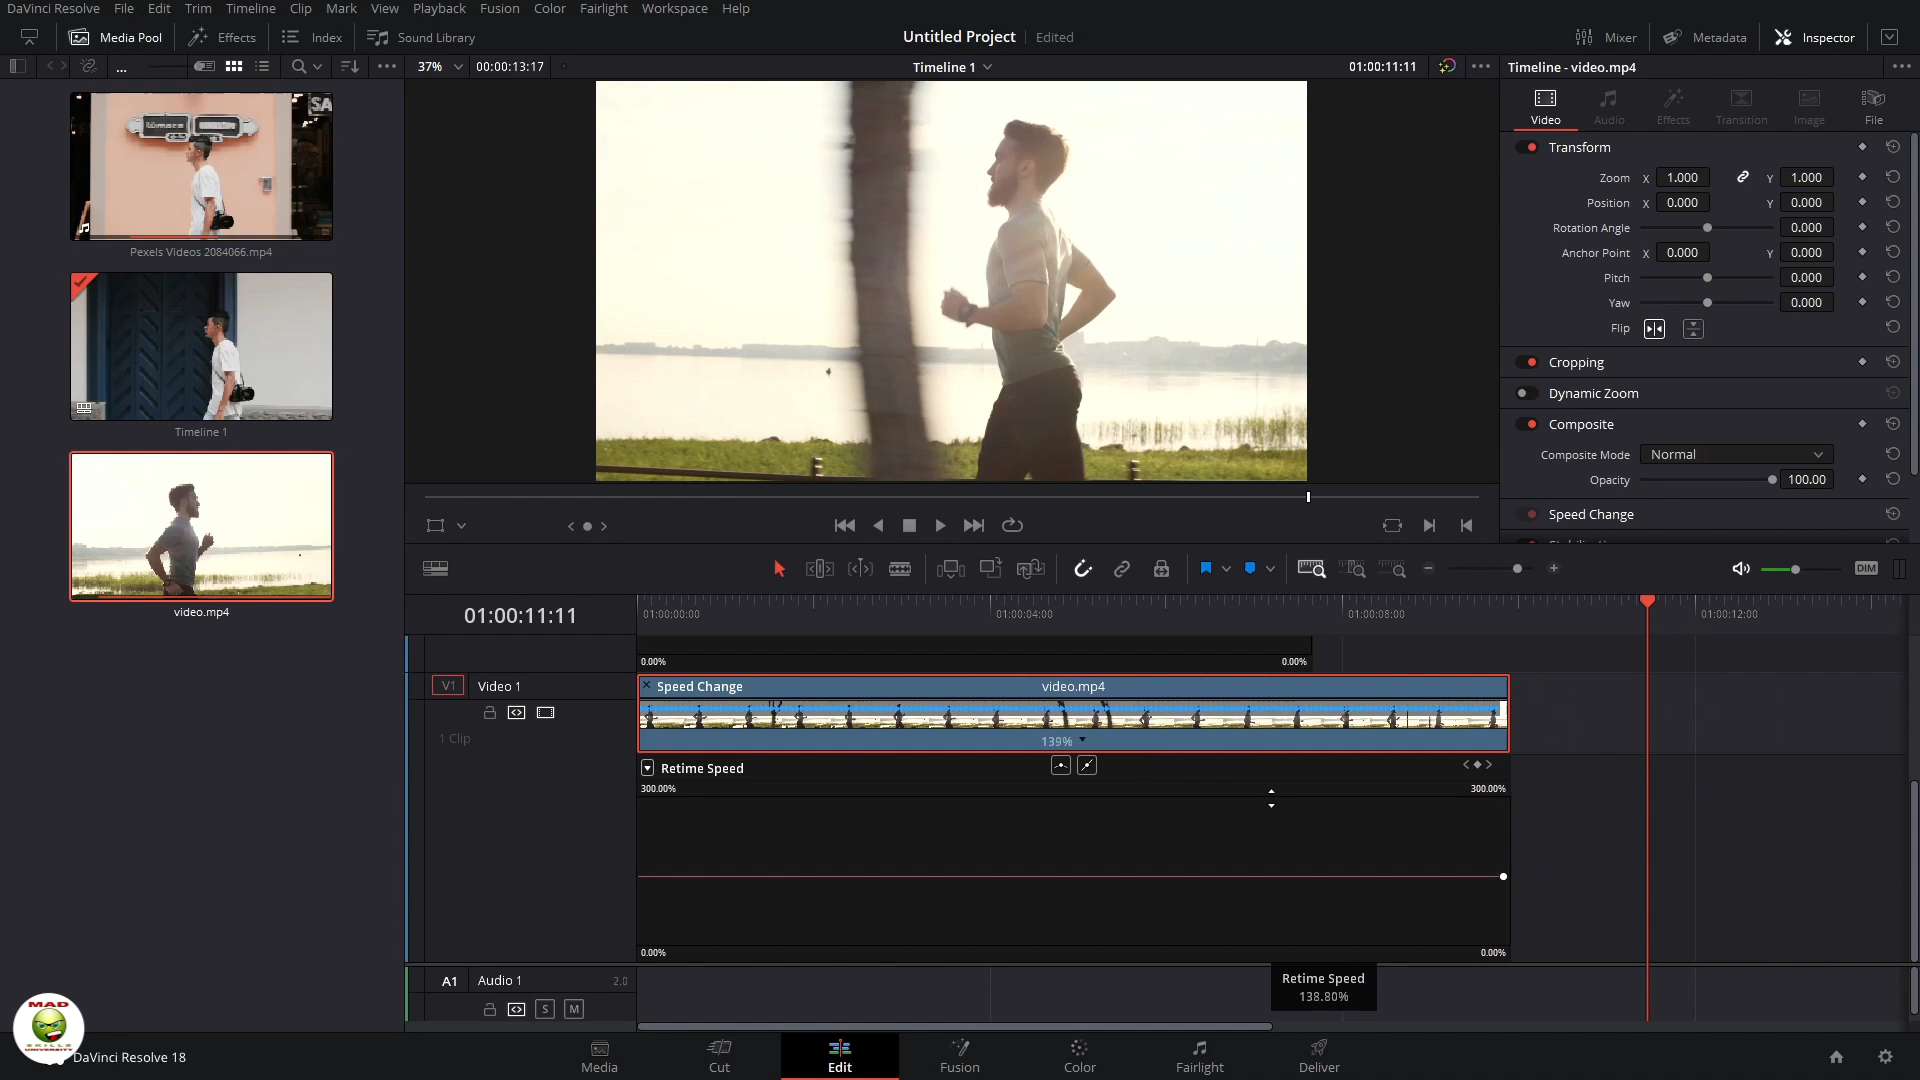 DaVinci Resolve File Edit Trim Timeline Clip Mark View Playback Fusion Color Fairlight Workspace Help
Media Pool Effects Index Sound Library Untitled Project Edited Mixer Metadata Inspector
... 37% 00:00:13:17 Timeline 1 01:00:11:11 Timeline - video.mp4
SA
Pexels Videos 2084066.mp4
Timeline 1
video.mp4
Video Audio Effects Transition Image File
Transform
Zoom X 1.000 Y 1.000
Position X 0.000 Y 0.000
Rotation Angle 0.000
Anchor Point X 0.000 Y 0.000
Pitch 0.000
Yaw 0.000
Flip
Cropping
Dynamic Zoom
Composite
Composite Mode Normal
Opacity 100.00
Speed Change
DIM
01:00:11:11 01:00:00:00 01:00:04:00 01:00:08:00 01:00:12:00
0.00% 0.00%
V1 Video 1 Speed Change video.mp4
1 Clip 139%
Retime Speed
300.00% 300.00%
0.00% 0.00%
A1 Audio 1 2.0
S M
Retime Speed
138.80%
MAD
SKILLS
UNIVERSITY
DaVinci Resolve 18
Media Cut Edit Fusion Color Fairlight Deliver